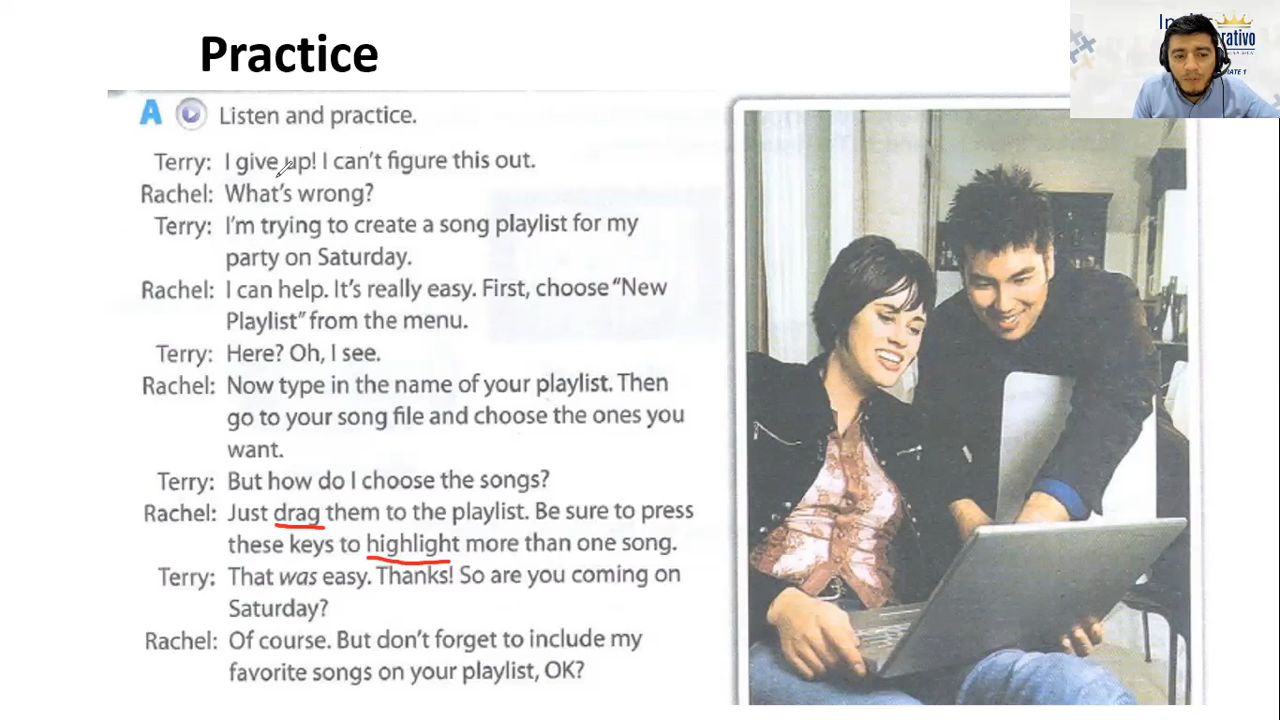 Practice
A Listen and practice.
Terry: I give up! I can't figure this out.
Rachel: What's wrong?
Terry: I'm trying to create a song playlist for my
party on Saturday.
Rachel: I can help. It's really easy. First, choose "New
Playlist" from the menu.
Terry: Here? Oh, I see.
Rachel: Now type in the name of your playlist. Then
go to your song file and choose the ones you
want.
Terry: But how do I choose the songs?
Rachel: Just drag them to the playlist. Be sure to press
these keys to highlight more than one song.
Terry: That was easy. Thanks! So are you coming on
Saturday?
Rachel: Of course. But don't forget to include my
favorite songs on your playlist, OK?